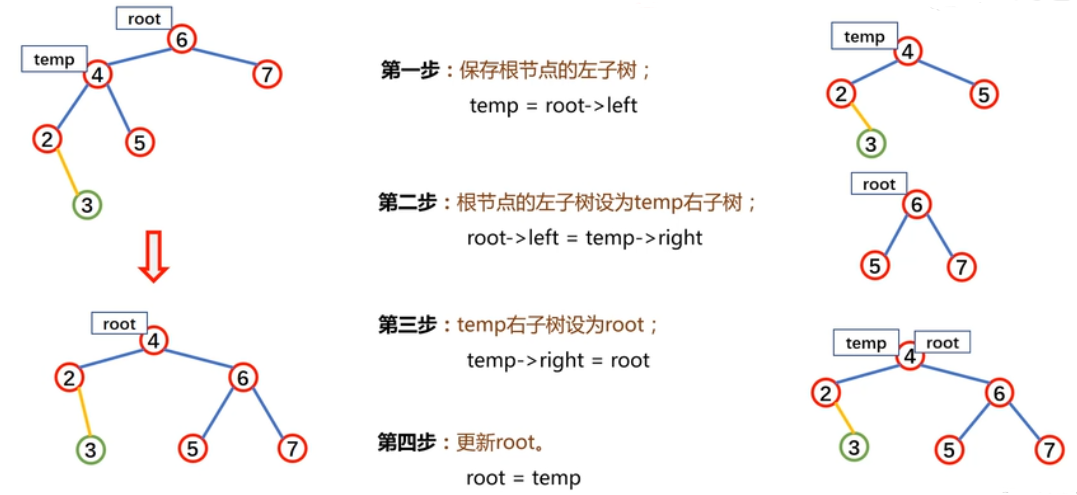 root
6
temp
4
7
2
5
3
root
4
2
6
3
5
7
第一步：保存根节点的左子树；
temp = root->left
第二步：根节点的左子树设为temp右子树；
root->left = temp->right
第三步：temp右子树设为root；
temp->right = root
第四步：更新root。
root = temp
temp
4
2
5
3
root
6
5
7
temp
root
4
2
6
3
5
7